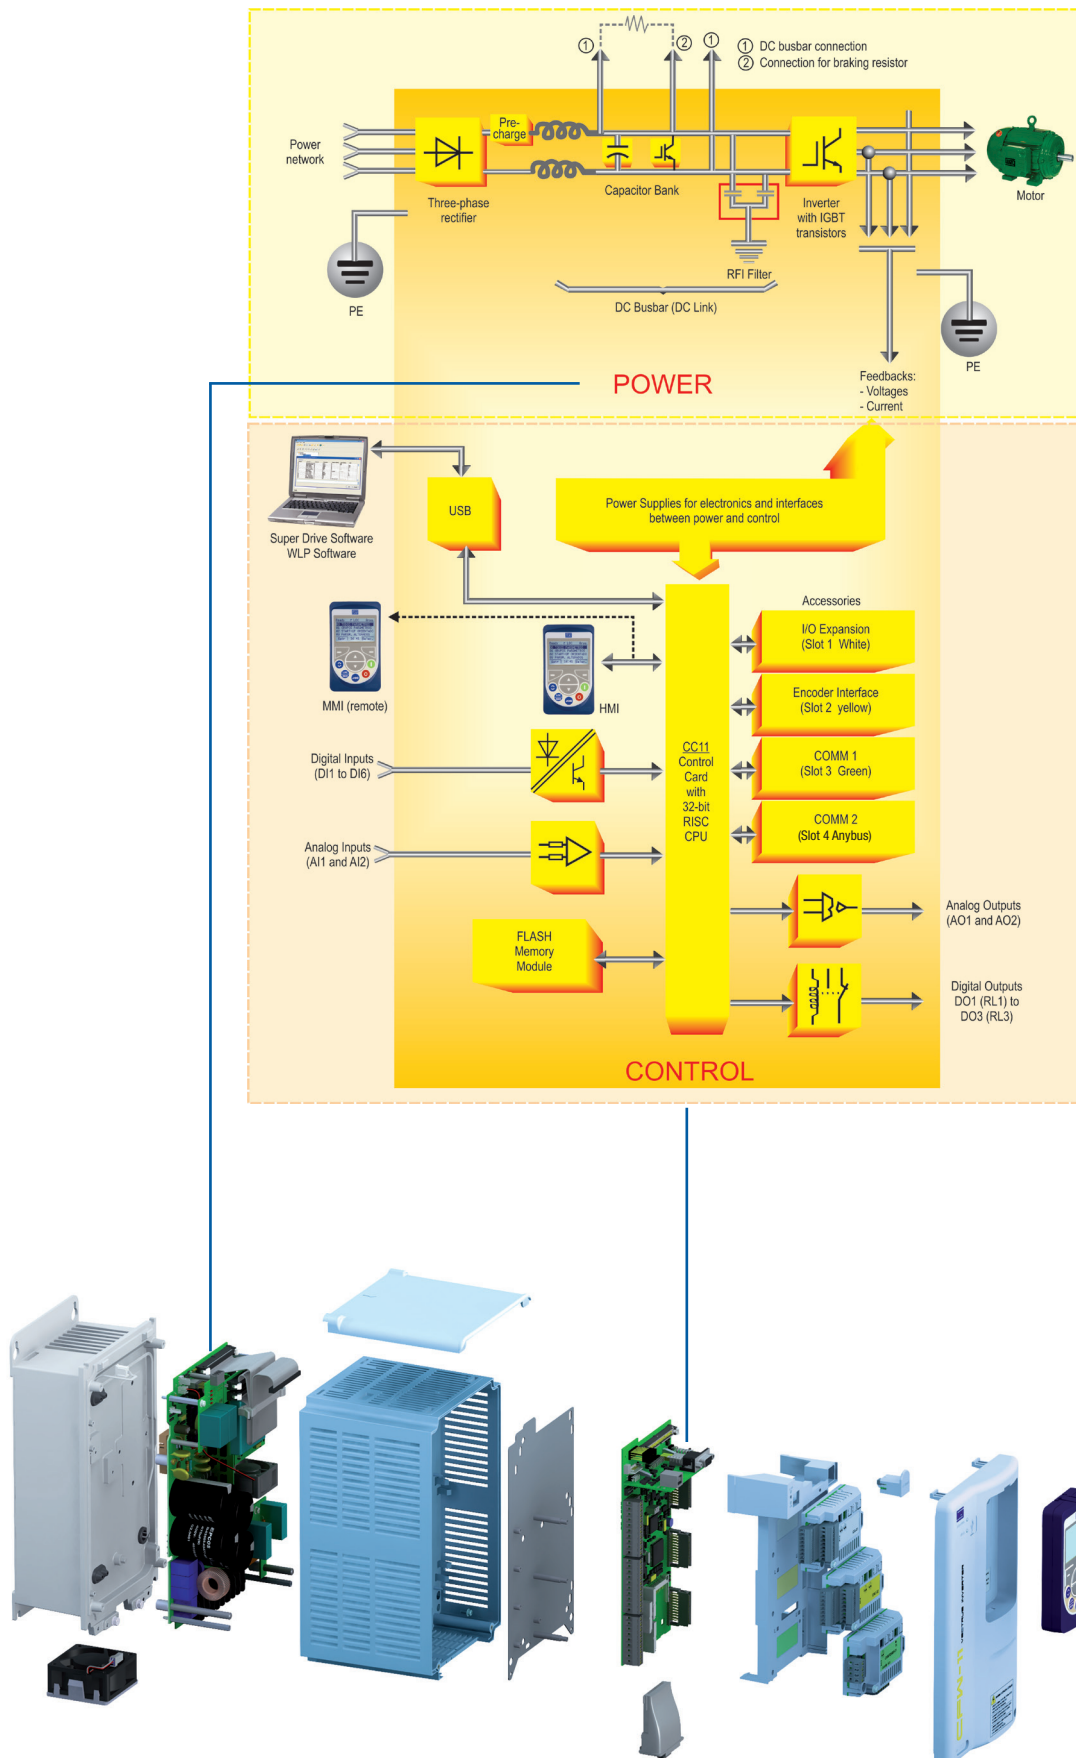 ① DC busbar connection
② Connection for braking resistor
① ② ①
Power
network
Pre-
charge
Three-phase
rectifier
Capacitor Bank
Inverter
with IGBT
transistors
Motor
RFI Filter
PE
DC Busbar (DC Link)
PE
Feedbacks:
- Voltages
- Current
POWER
Super Drive Software
WLP Software
USB
Power Supplies for electronics and interfaces
between power and control
MMI (remote)
HMI
Accessories
I/O Expansion
(Slot 1 White)
Encoder Interface
(Slot 2 yellow)
COMM 1
(Slot 3 Green)
COMM 2
(Slot 4 Anybus)
CC11
Control
Card
with
32-bit
RISC
CPU
Digital Inputs
(DI1 to DI6)
Analog Inputs
(AI1 and AI2)
FLASH
Memory
Module
Analog Outputs
(AO1 and AO2)
Digital Outputs
DO1 (RL1) to
DO3 (RL3)
CONTROL
EPCOS
CFW-11 VECTRUE INVERTER